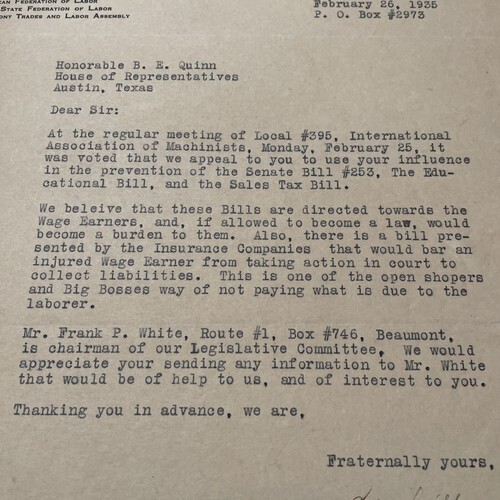 FEDERATION OF LABOR
STATE FEDERATION OF LABOR
TRADES AND LABOR ASSEMBLY
February 26, 1935
P. O. Box #2973
Honorable B. E. Quinn
House of Representatives
Austin, Texas
Dear Sir:
At the regular meeting of Local #395, International
Association of Machinists, Monday, February 25, it
was voted that we appeal to you to use your influence
in the prevention of the Senate Bill #253, The Edu-
cational Bill, and the Sales Tax Bill.
We beleive that these Bills are directed towards the
Wage Earners, and, if allowed to become a law, would
become a burden to them. Also, there is a bill pre-
sented by the Insurance Companies that would bar an
injured Wage Earner from taking action in court to
collect liabilities. This is one of the open shopers
and Big Bosses way of not paying what is due to the
laborer.
Mr. Frank P. White, Route #1, Box #746, Beaumont,
is chairman of our Legislative Committee, We would
appreciate your sending any information to Mr. White
that would be of help to us, and of interest to you.
Thanking you in advance, we are,
Fraternally yours,